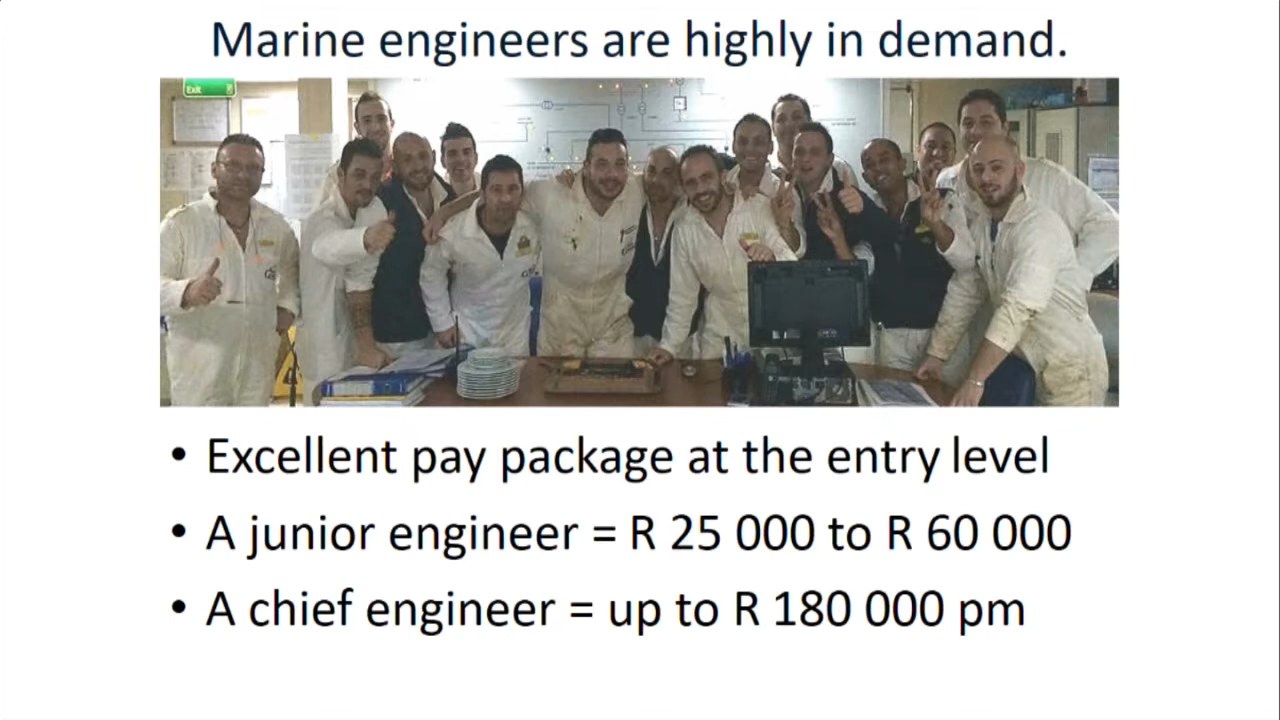 Marine engineers are highly in demand.
Exit
• Excellent pay package at the entry level
• A junior engineer = R 25 000 to R 60 000
• A chief engineer = up to R 180 000 pm